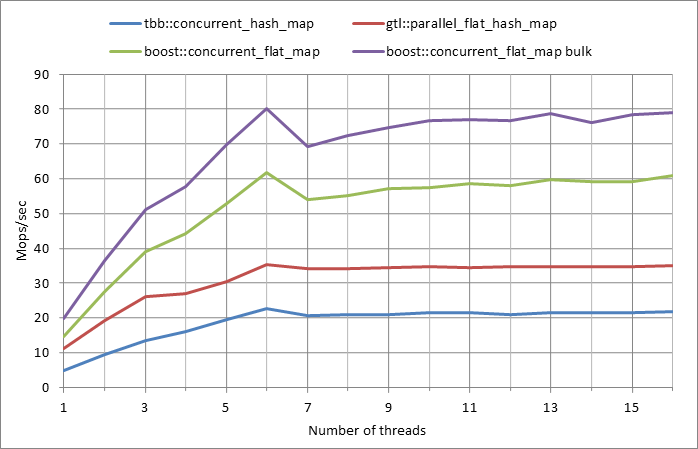 tbb::concurrent_hash_map gtl::parallel_flat_hash_map
boost::concurrent_flat_map boost::concurrent_flat_map bulk
90
80
70
60
50
40
30
20
10
0
Mops/sec
1 3 5 7 9 11 13 15
Number of threads